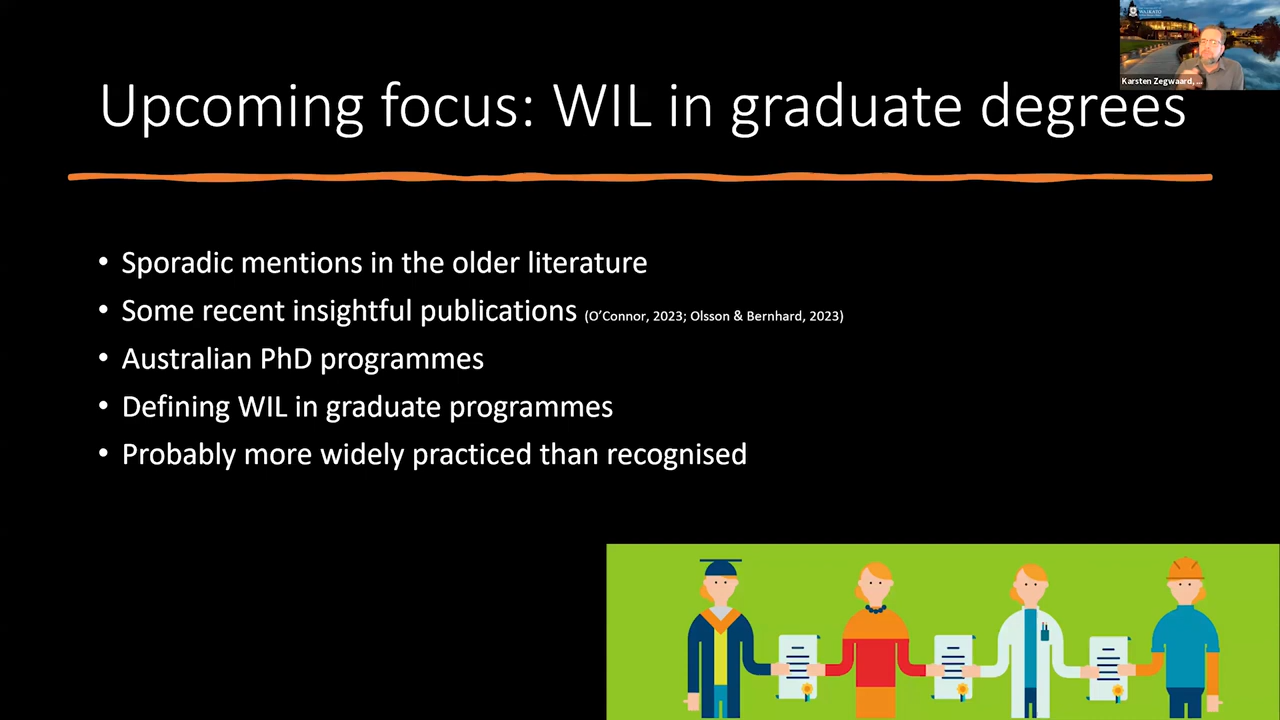 WAIKATO
Karsten Zegwaard, ...
Upcoming focus: WIL in graduate degrees
• Sporadic mentions in the older literature
• Some recent insightful publications (O’Connor, 2023; Olsson & Bernhard, 2023)
• Australian PhD programmes
• Defining WIL in graduate programmes
• Probably more widely practiced than recognised